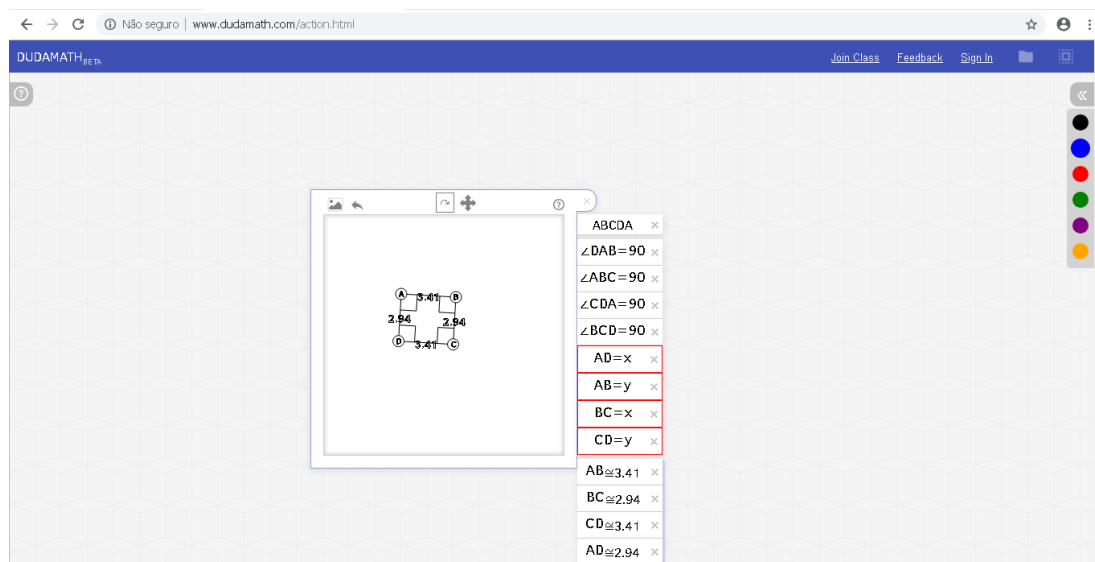 Não seguro | www.dudamath.com/action.html
DUDAMATH BETA
Join Class Feedback Sign In
ABCDA
∠DAB=90
∠ABC=90
∠CDA=90
∠BCD=90
AD=x
AB=y
BC=x
CD=y
AB≅3.41
BC≅2.94
CD≅3.41
AD≅2.94
A 3.41 B
2.94 2.94
D 3.41 C